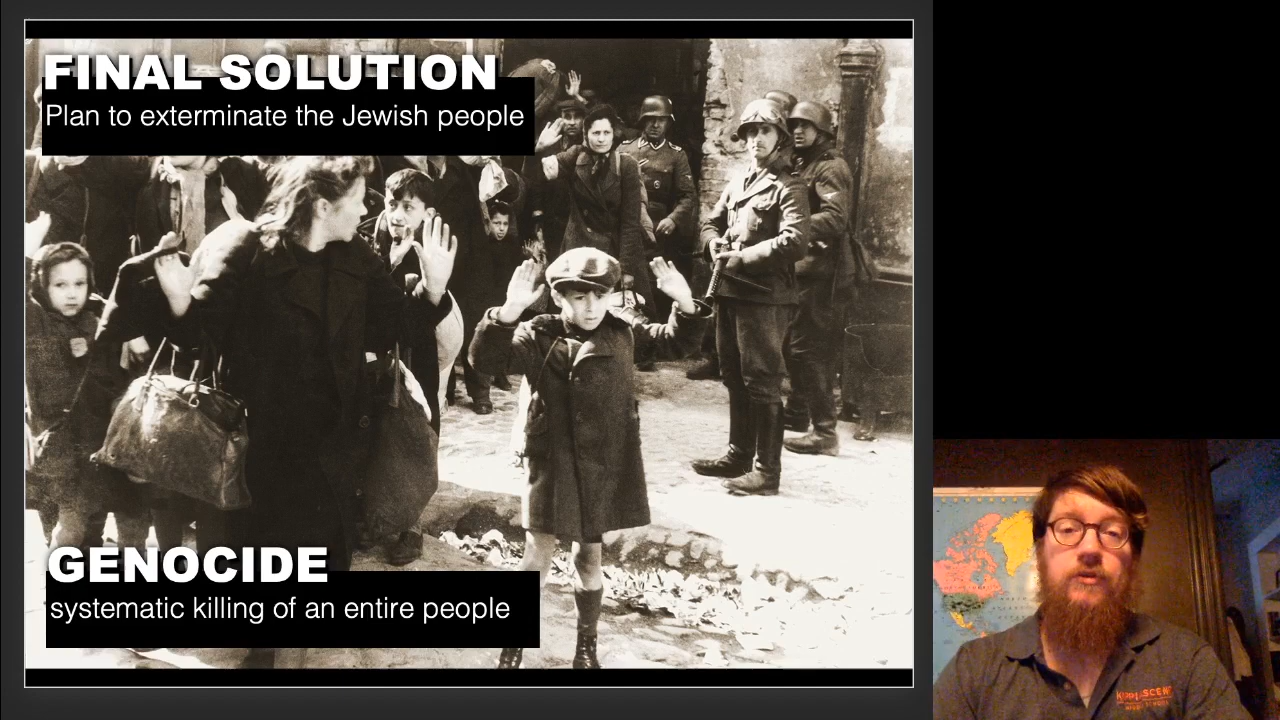 FINAL SOLUTION
Plan to exterminate the Jewish people
GENOCIDE
systematic killing of an entire people